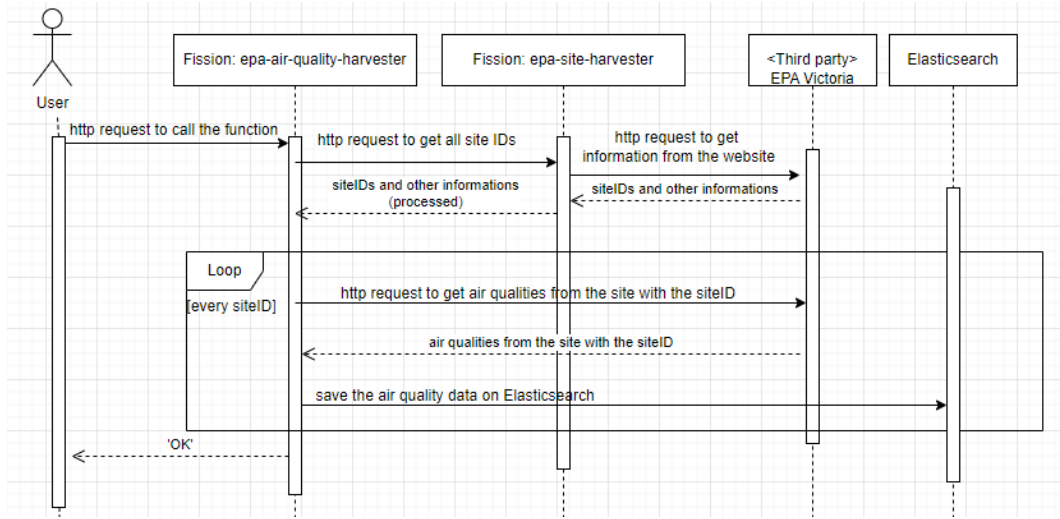 Fission: epa-air-quality-harvester
Fission: epa-site-harvester
<Third party>
EPA Victoria
Elasticsearch
User
http request to call the function
http request to get all site IDs
http request to get
information from the website
siteIDs and other informations
(processed)
siteIDs and other informations
Loop
[every siteID]
http request to get air qualities from the site with the siteID
air qualities from the site with the siteID
save the air quality data on Elasticsearch
'OK'